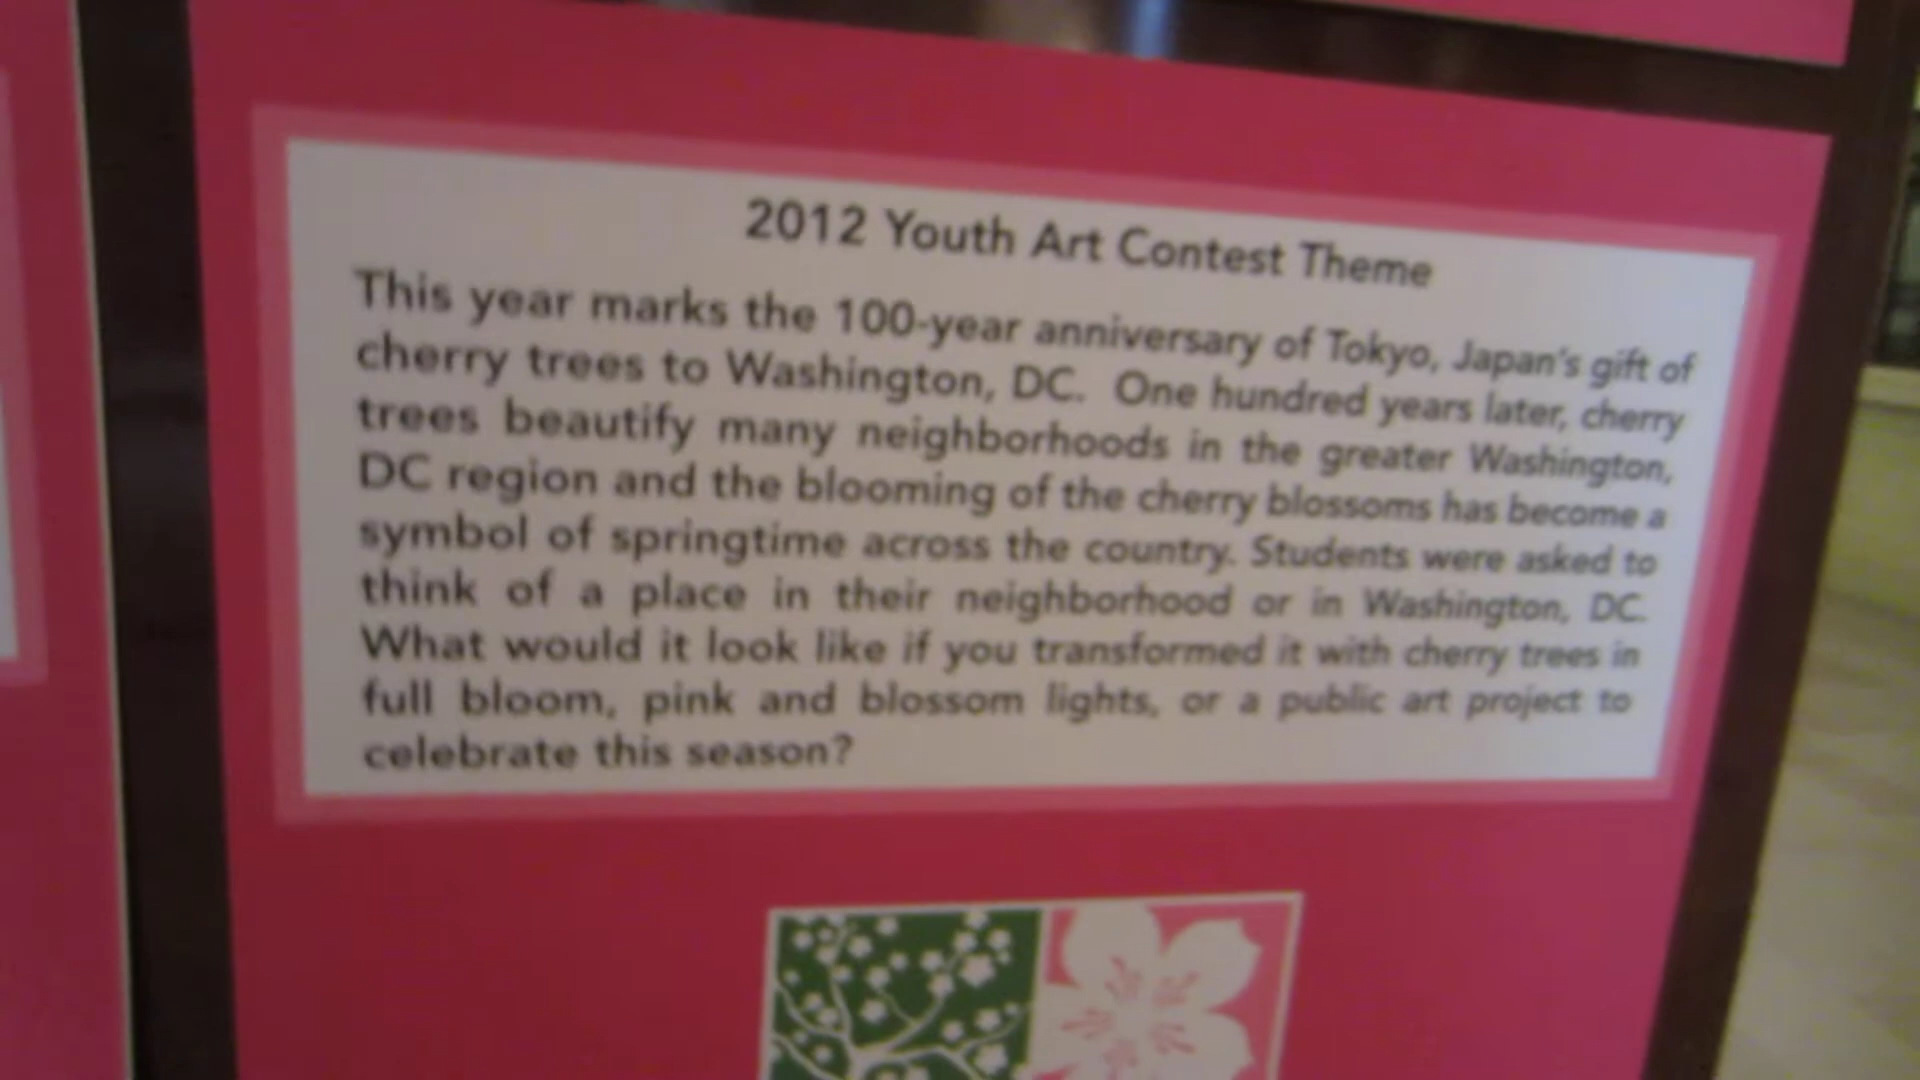 2012 Youth Art Contest Theme
This year marks the 100-year anniversary of Tokyo, Japan's gift of
cherry trees to Washington, DC. One hundred years later, cherry
trees beautify many neighborhoods in the greater Washington,
DC region and the blooming of the cherry blossoms has become a
symbol of springtime across the country. Students were asked to
think of a place in their neighborhood or in Washington, DC.
What would it look like if you transformed it with cherry trees in
full bloom, pink and blossom lights, or a public art project to
celebrate this season?